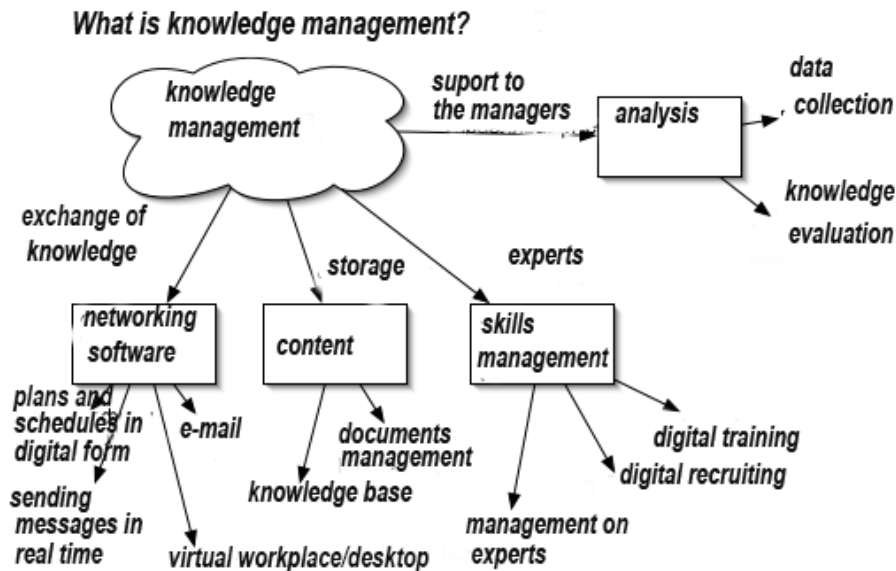 What is knowledge management?
knowledge
management
suport to
the managers
analysis
data
collection
knowledge
evaluation
exchange of
knowledge
storage
experts
networking
software
content
skills
management
plans and
schedules in
digital form
e-mail
sending
messages in
real time
virtual workplace/desktop
documents
management
knowledge base
digital training
digital recruiting
management on
experts